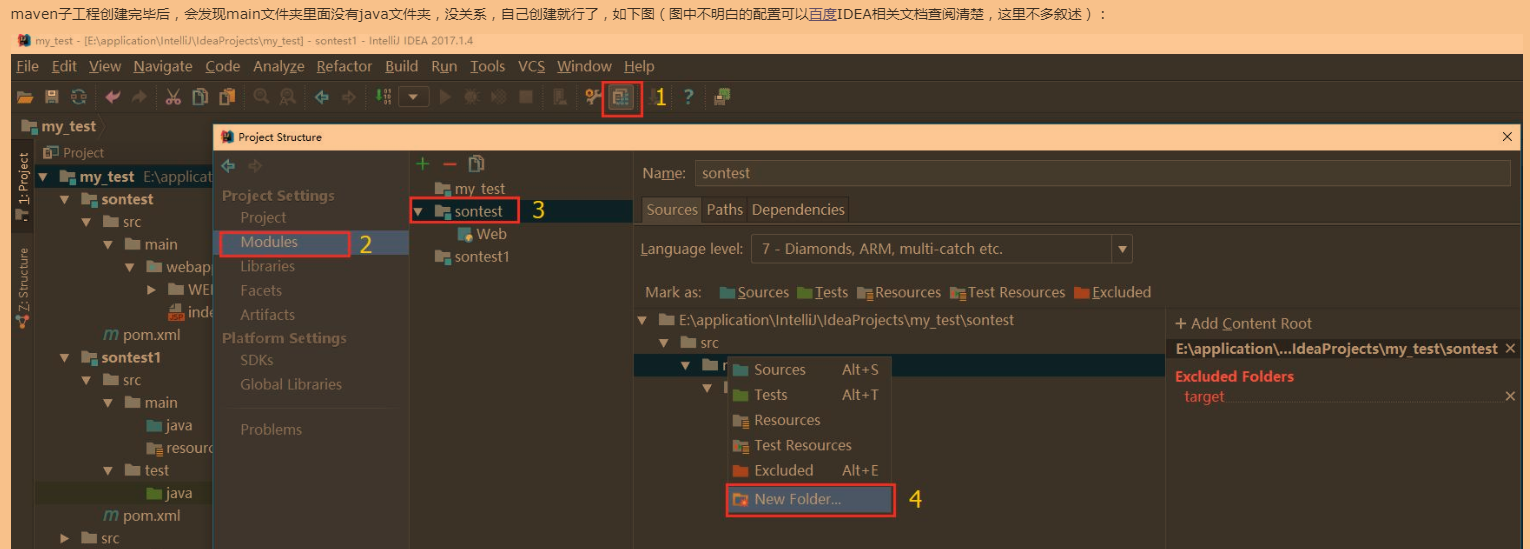 maven子工程创建完毕后，会发现main文件夹里面没有java文件夹，没关系，自己创建就行了，如下图（图中不明白的配置可以百度IDEA相关文档查阅清楚，这里不多叙述）：
my_test - [E:\application\IntelliJ\IdeaProjects\my_test] - sontest1 - IntelliJ IDEA 2017.1.4
File Edit View Navigate Code Analyze Refactor Build Run Tools VCS Window Help
1
my_test
Project Structure
1: Project
Z: Structure
Project
my_test E:\applicat
sontest
src
main
webapp
WEI
inde
pom.xml
sontest1
src
main
java
resourc
test
java
pom.xml
src
Project Settings
Project
Modules 2
Libraries
Facets
Artifacts
Platform Settings
SDKs
Global Libraries
Problems
my_test
sontest 3
Web
sontest1
Name: sontest
Sources Paths Dependencies
Language level: 7 - Diamonds, ARM, multi-catch etc.
Mark as: Sources Tests Resources Test Resources Excluded
E:\application\IntelliJ\IdeaProjects\my_test\sontest
src
Sources Alt+S
Tests Alt+T
Resources
Test Resources
Excluded Alt+E
New Folder... 4
+ Add Content Root
E:\application\...IdeaProjects\my_test\sontest
Excluded Folders
target